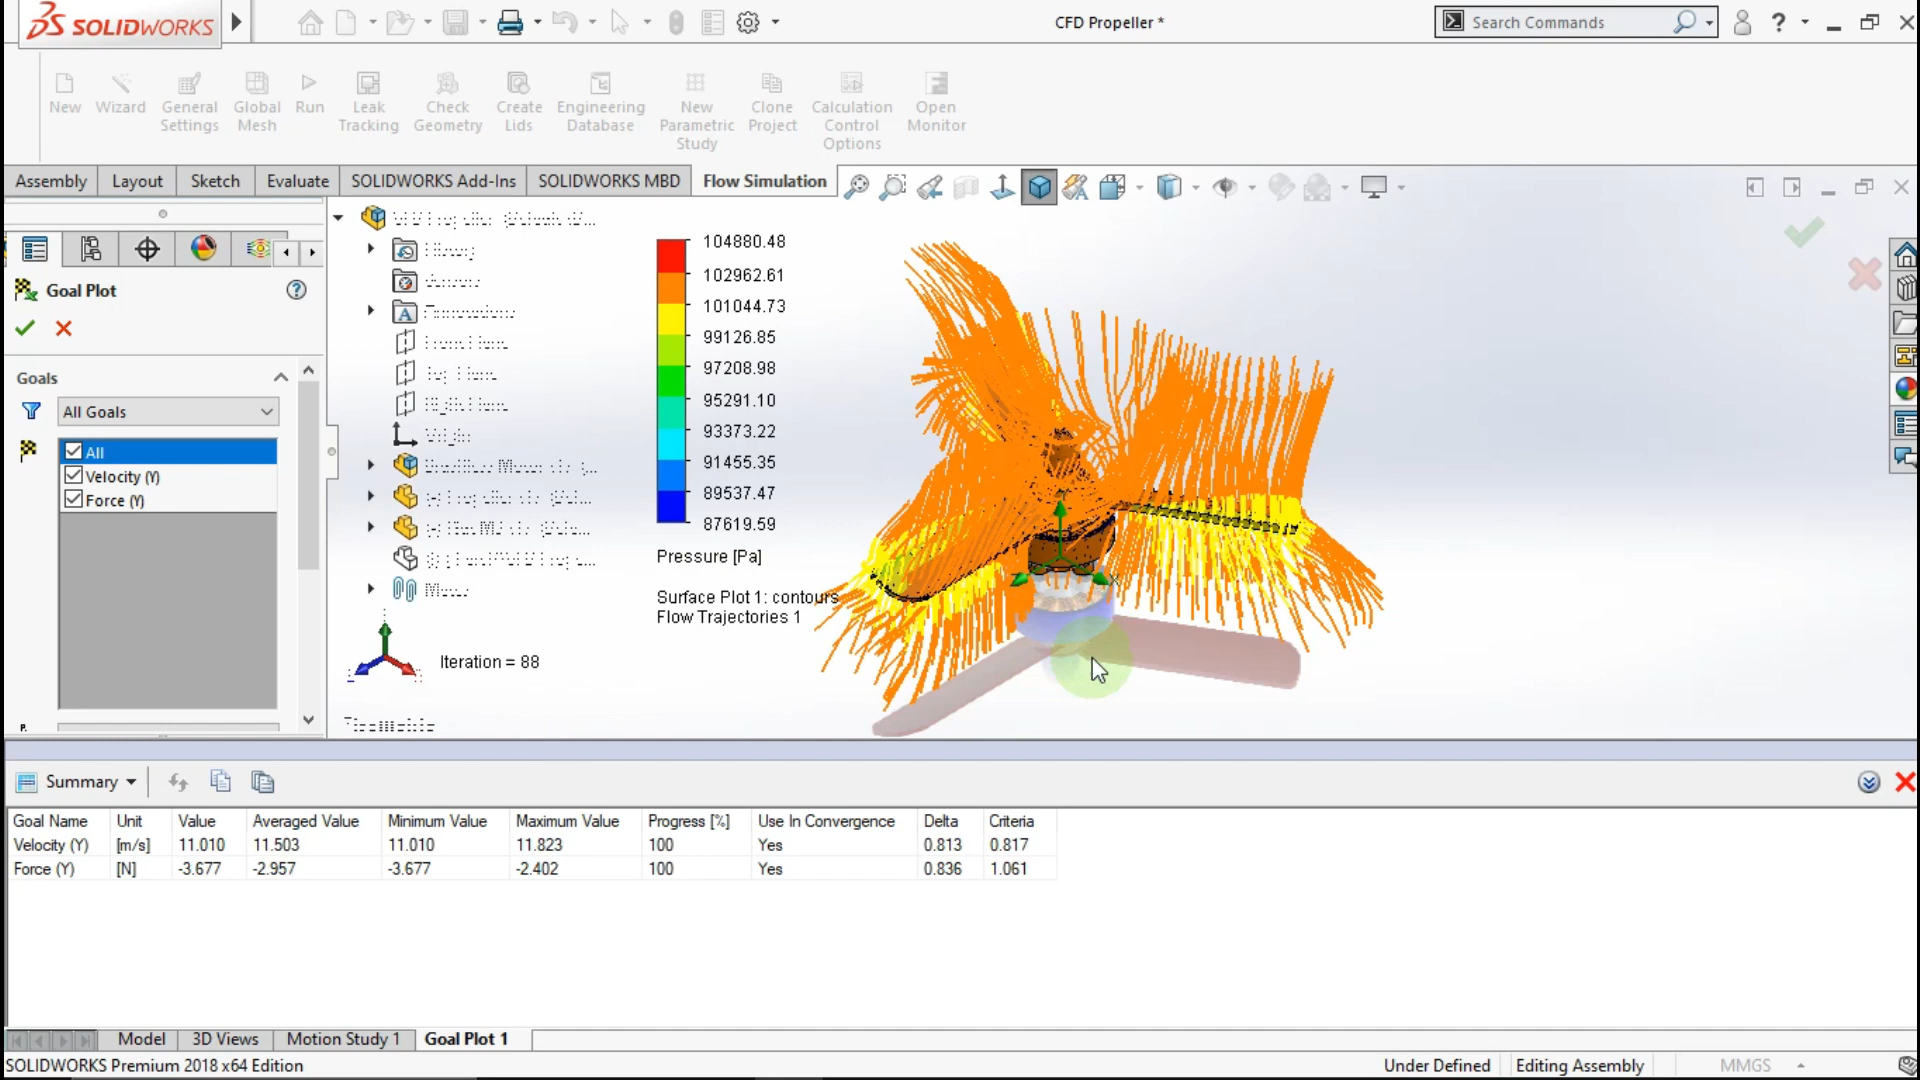 SOLIDWORKS
CFD Propeller *
Search Commands
New
Wizard
General Settings
Global Mesh
Run
Leak Tracking
Check Geometry
Create Lids
Engineering Database
New Parametric Study
Clone Project
Calculation Control Options
Open Monitor
Assembly
Layout
Sketch
Evaluate
SOLIDWORKS Add-Ins
SOLIDWORKS MBD
Flow Simulation
Goal Plot
Goals
All Goals
All
Velocity (Y)
Force (Y)
104880.48
102962.61
101044.73
99126.85
97208.98
95291.10
93373.22
91455.35
89537.47
87619.59
Pressure [Pa]
Surface Plot 1: contours
Flow Trajectories 1
Iteration = 88
Summary
Goal Name Unit Value Averaged Value Minimum Value Maximum Value Progress [%] Use In Convergence Delta Criteria
Velocity (Y) [m/s] 11.010 11.503 11.010 11.823 100 Yes 0.813 0.817
Force (Y) [N] -3.677 -2.957 -3.677 -2.402 100 Yes 0.836 1.061
Model
3D Views
Motion Study 1
Goal Plot 1
SOLIDWORKS Premium 2018 x64 Edition
Under Defined
Editing Assembly
MMGS